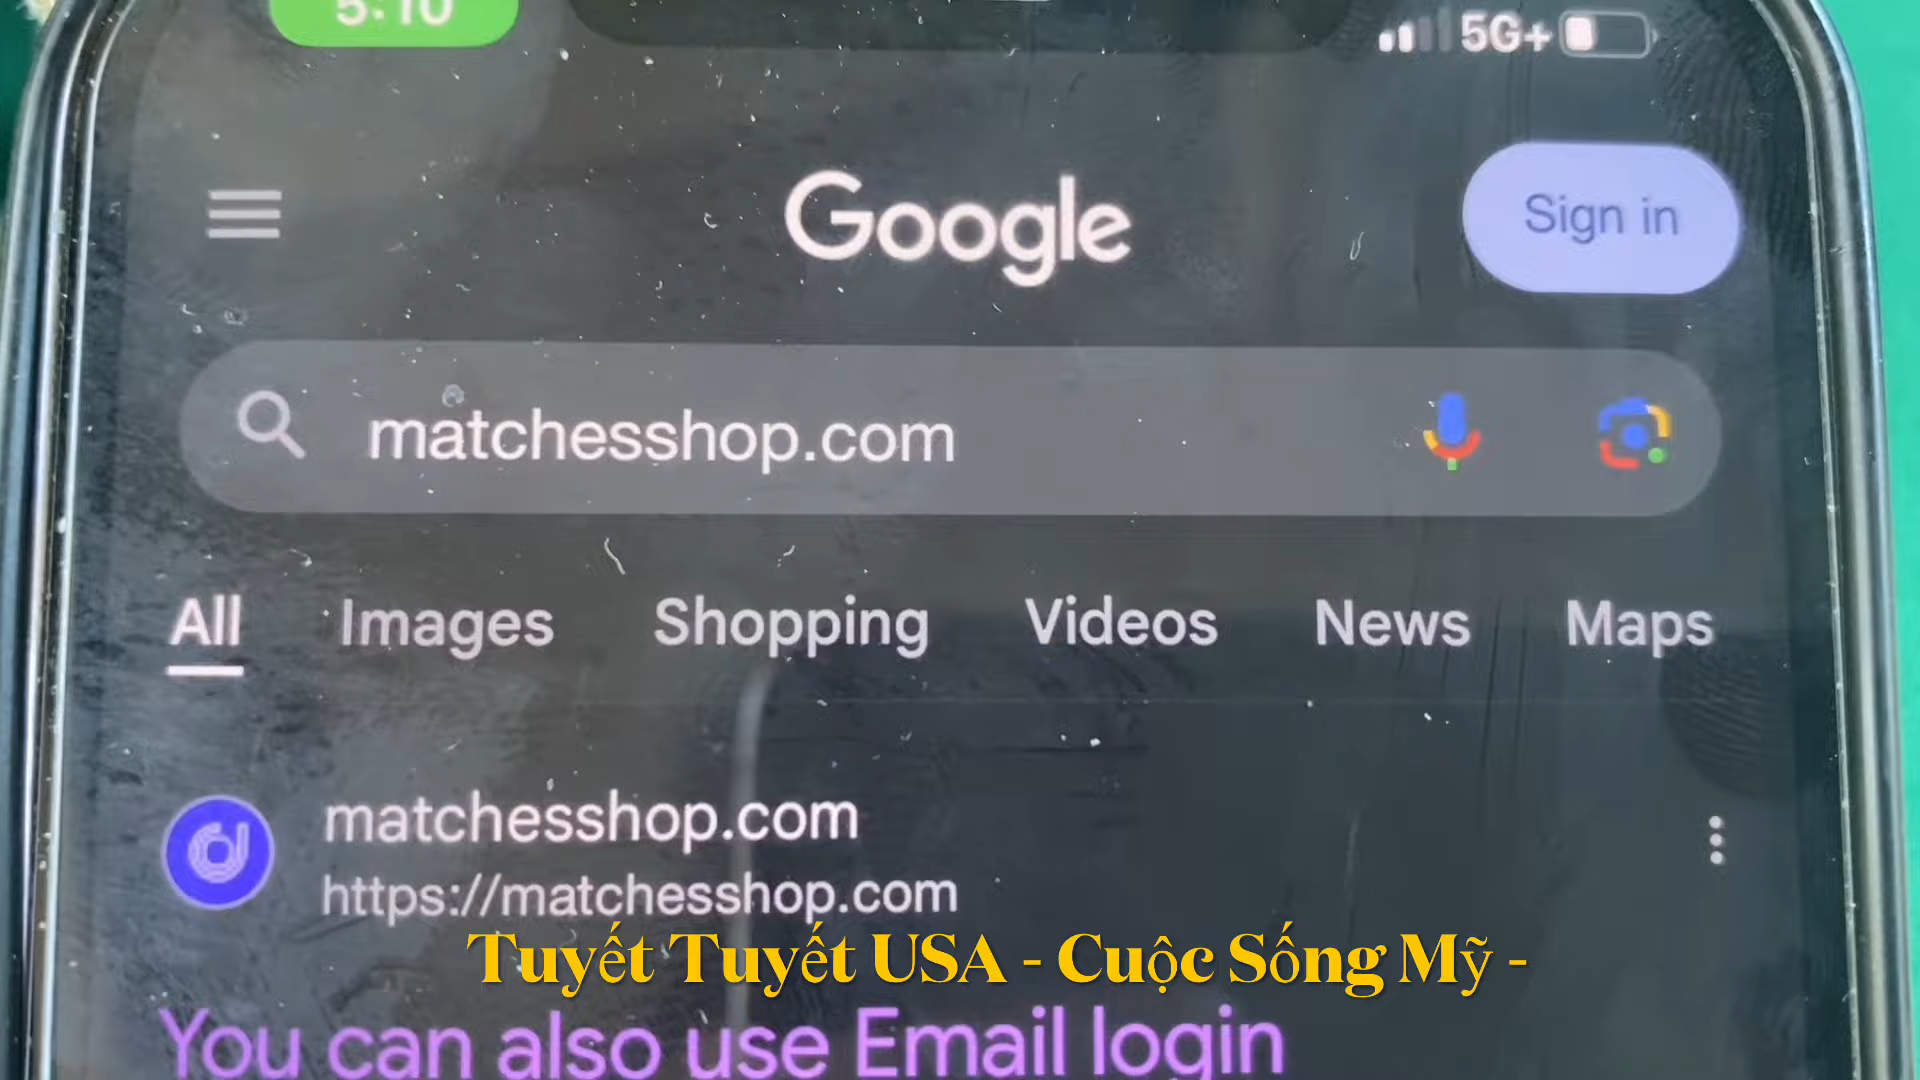 5:10
5G+
Google
Sign in
matchesshop.com
All Images Shopping Videos News Maps
matchesshop.com
https://matchesshop.com
Tuyết Tuyết USA - Cuộc Sống Mỹ -
You can also use Email login